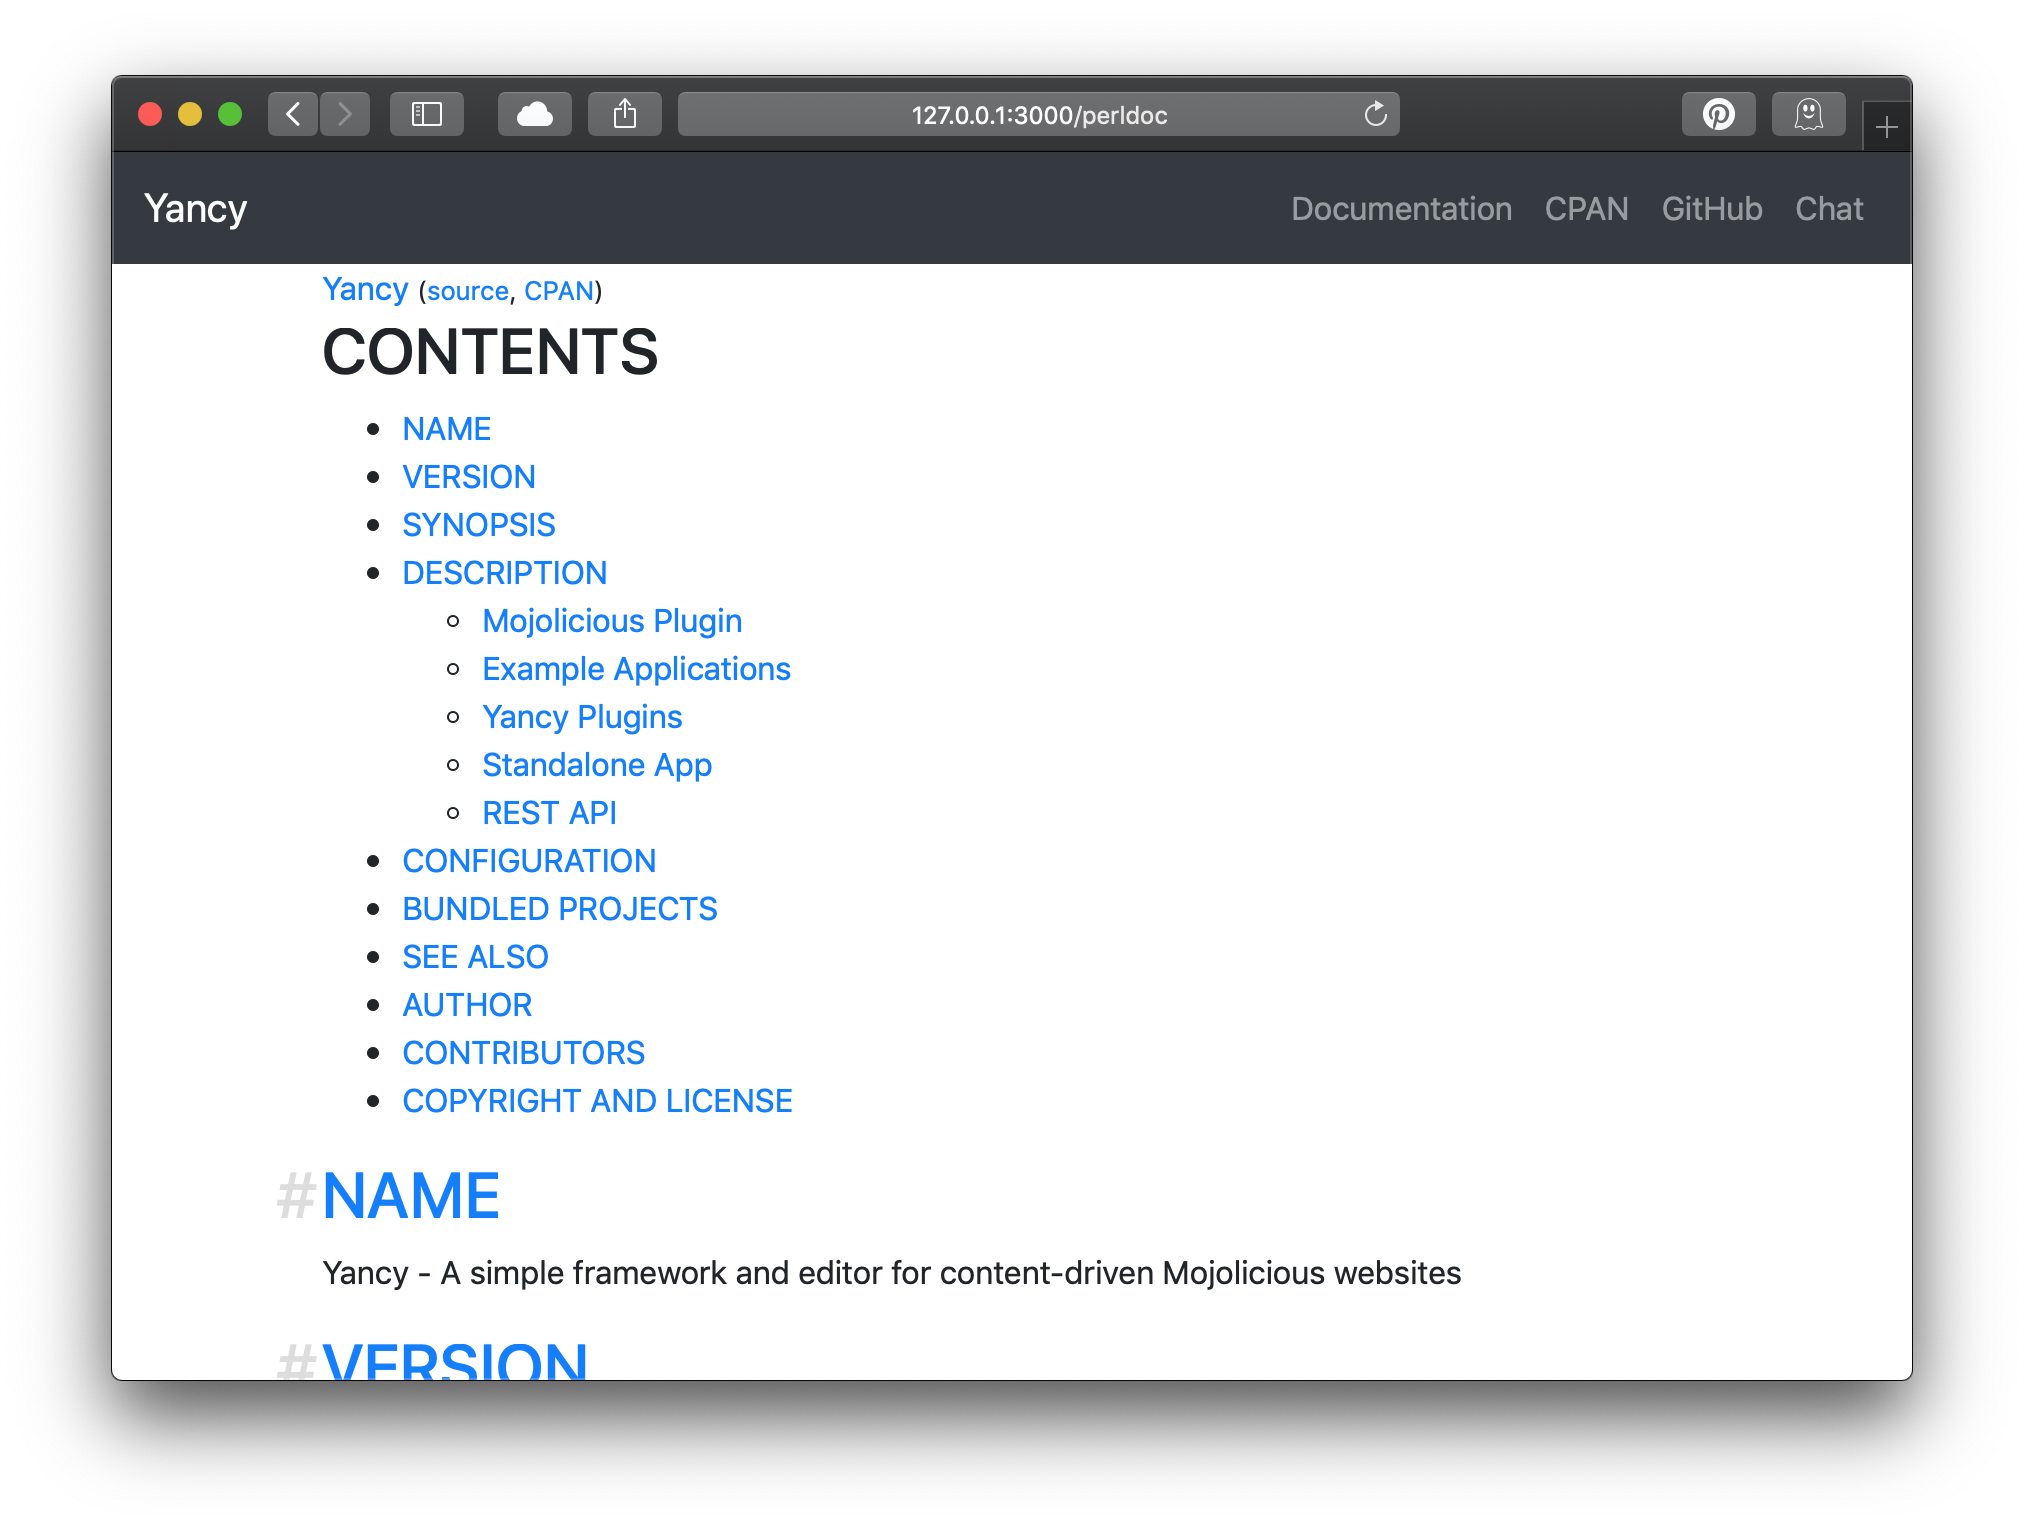 127.0.0.1:3000/perldoc
Yancy
Documentation CPAN GitHub Chat
Yancy (source, CPAN)
CONTENTS
NAME
VERSION
SYNOPSIS
DESCRIPTION
Mojolicious Plugin
Example Applications
Yancy Plugins
Standalone App
REST API
CONFIGURATION
BUNDLED PROJECTS
SEE ALSO
AUTHOR
CONTRIBUTORS
COPYRIGHT AND LICENSE
#NAME
Yancy - A simple framework and editor for content-driven Mojolicious websites
#VERSION